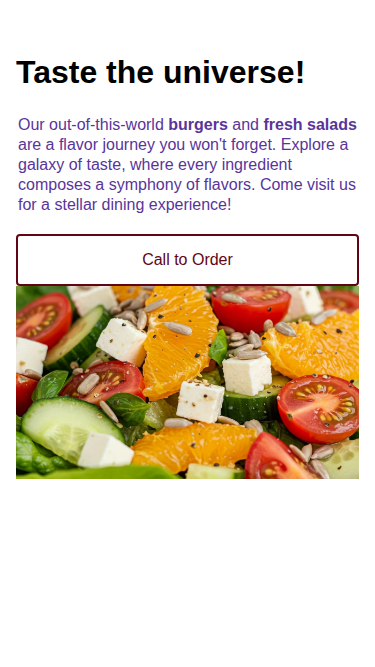 Taste the universe!
Our out-of-this-world burgers and fresh salads
are a flavor journey you won't forget. Explore a
galaxy of taste, where every ingredient
composes a symphony of flavors. Come visit us
for a stellar dining experience!
Call to Order